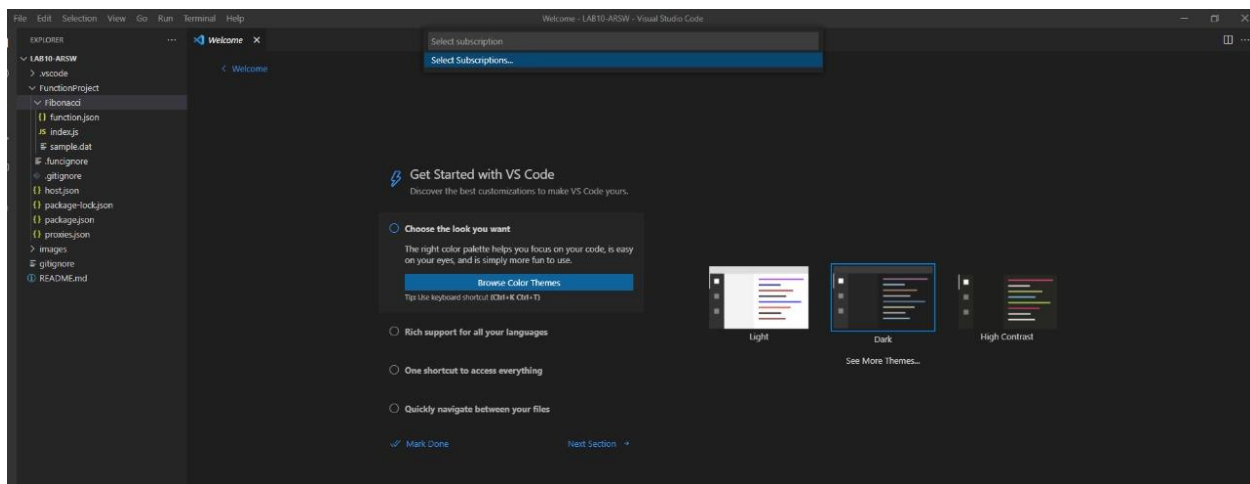 File Edit Selection View Go Run Terminal Help
Welcome - LAB10-ARSW - Visual Studio Code
EXPLORER
Welcome
Select subscription
Select Subscriptions...
LAB10-ARSW
.vscode
FunctionProject
Fibonacci
{} function.json
JS index.js
sample.dat
.funcignore
.gitignore
{} host.json
{} package-lock.json
{} package.json
{} proxies.json
images
gitignore
README.md
< Welcome
Get Started with VS Code
Discover the best customizations to make VS Code yours.
Choose the look you want
The right color palette helps you focus on your code, is easy
on your eyes, and is simply more fun to use.
Browse Color Themes
Tip: Use keyboard shortcut (Ctrl+K Ctrl+T)
Rich support for all your languages
One shortcut to access everything
Quickly navigate between your files
Mark Done
Next Section →
Light
Dark
High Contrast
See More Themes...